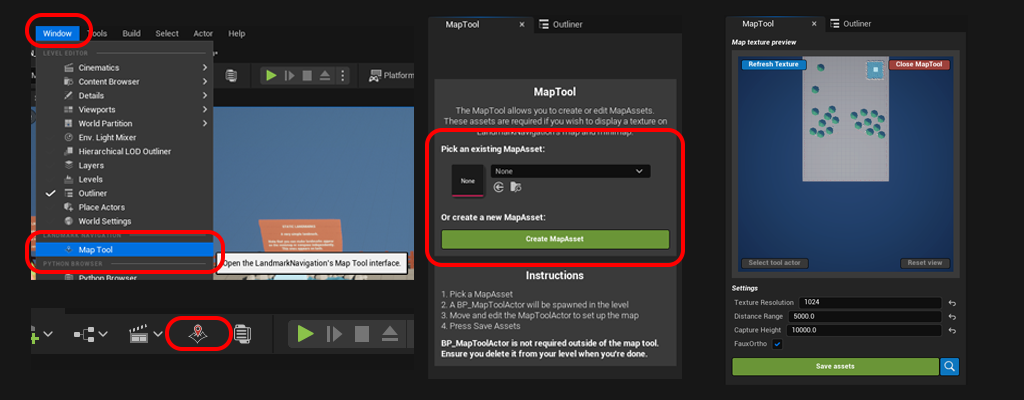 Window
Tools
Build
Select
Actor
Help
LEVEL EDITOR
Cinematics
Content Browser
Details
Viewports
World Partition
Env. Light Mixer
Hierarchical LOD Outliner
Layers
Levels
Outliner
Place Actors
World Settings
LANDMARK NAVIGATION
Map Tool
PYTHON BROWSER
Python Browser
Platform
STATIC LANDMARKS
Open the LandmarkNavigation's Map Tool interface.
MapTool
Outliner
MapTool
The MapTool allows you to create or edit MapAssets.
These assets are required if you wish to display a texture on
LandmarkNavigation's map and minimap.
Pick an existing MapAsset:
None
None
Or create a new MapAsset:
Create MapAsset
Instructions
1. Pick a MapAsset
2. A BP_MapToolActor will be spawned in the level
3. Move and edit the MapToolActor to set up the map
4. Press Save Assets
BP_MapToolActor is not required outside of the map tool.
Ensure you delete it from your level when you're done.
MapTool
Outliner
Map texture preview
Refresh Texture
Close MapTool
Select tool actor
Reset view
Settings
Texture Resolution
1024
Distance Range
5000.0
Capture Height
10000.0
FauxOrtho
Save assets